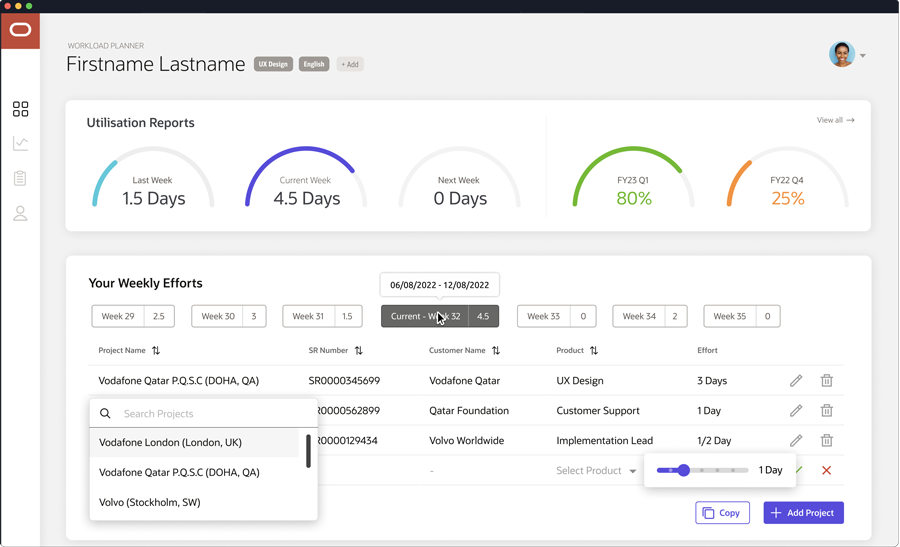 WORKLOAD PLANNER
Firstname Lastname UX Design English + Add
Utilisation Reports
View all →
Last Week
1.5 Days
Current Week
4.5 Days
Next Week
0 Days
FY23 Q1
80%
FY22 Q4
25%
Your Weekly Efforts
06/08/2022 - 12/08/2022
Week 29 2.5 Week 30 3 Week 31 1.5 Current - Week 32 4.5 Week 33 0 Week 34 2 Week 35 0
Project Name SR Number Customer Name Product Effort
Vodafone Qatar P.Q.S.C (DOHA, QA) SR0000345699 Vodafone Qatar UX Design 3 Days
R0000562899 Qatar Foundation Customer Support 1 Day
R0000129434 Volvo Worldwide Implementation Lead 1/2 Day
- Select Product 1 Day
Search Projects
Vodafone London (London, UK)
Vodafone Qatar P.Q.S.C (DOHA, QA)
Volvo (Stockholm, SW)
Copy + Add Project